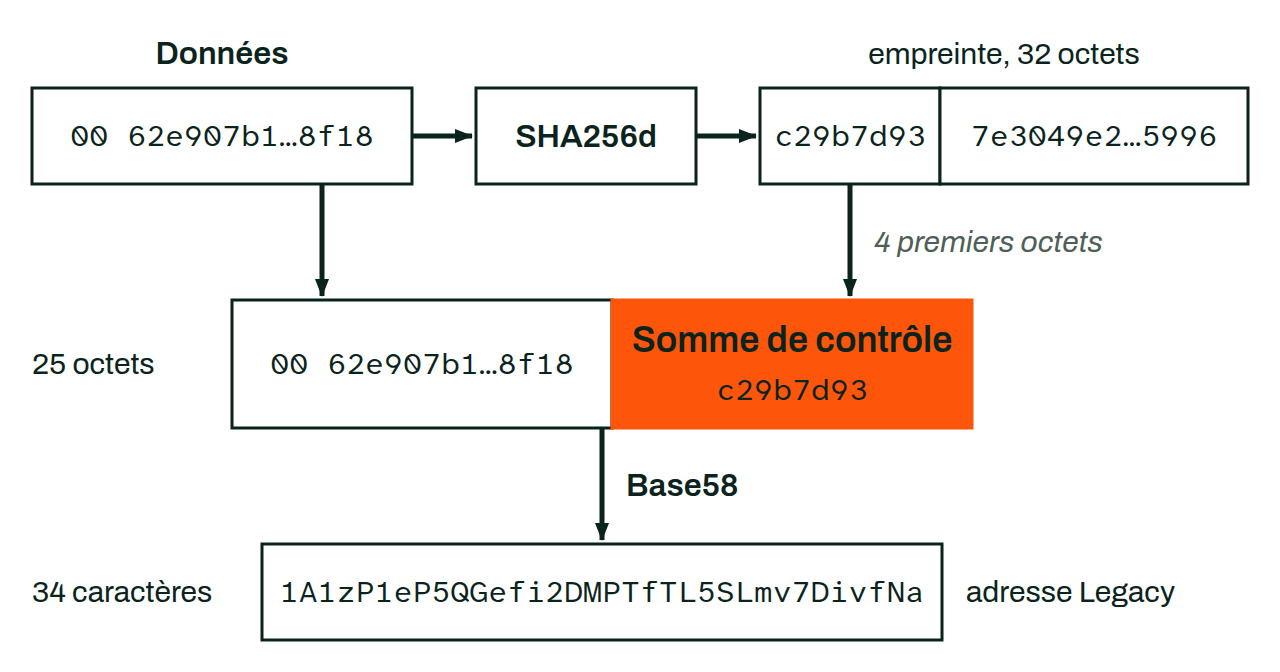 Données
empreinte, 32 octets
00 62e907b1…8f18
SHA256d
c29b7d93
7e3049e2…5996
4 premiers octets
25 octets
00 62e907b1…8f18
Somme de contrôle
c29b7d93
Base58
34 caractères
1A1zP1eP5QGefi2DMPTfTL5SLmv7DivfNa
adresse Legacy